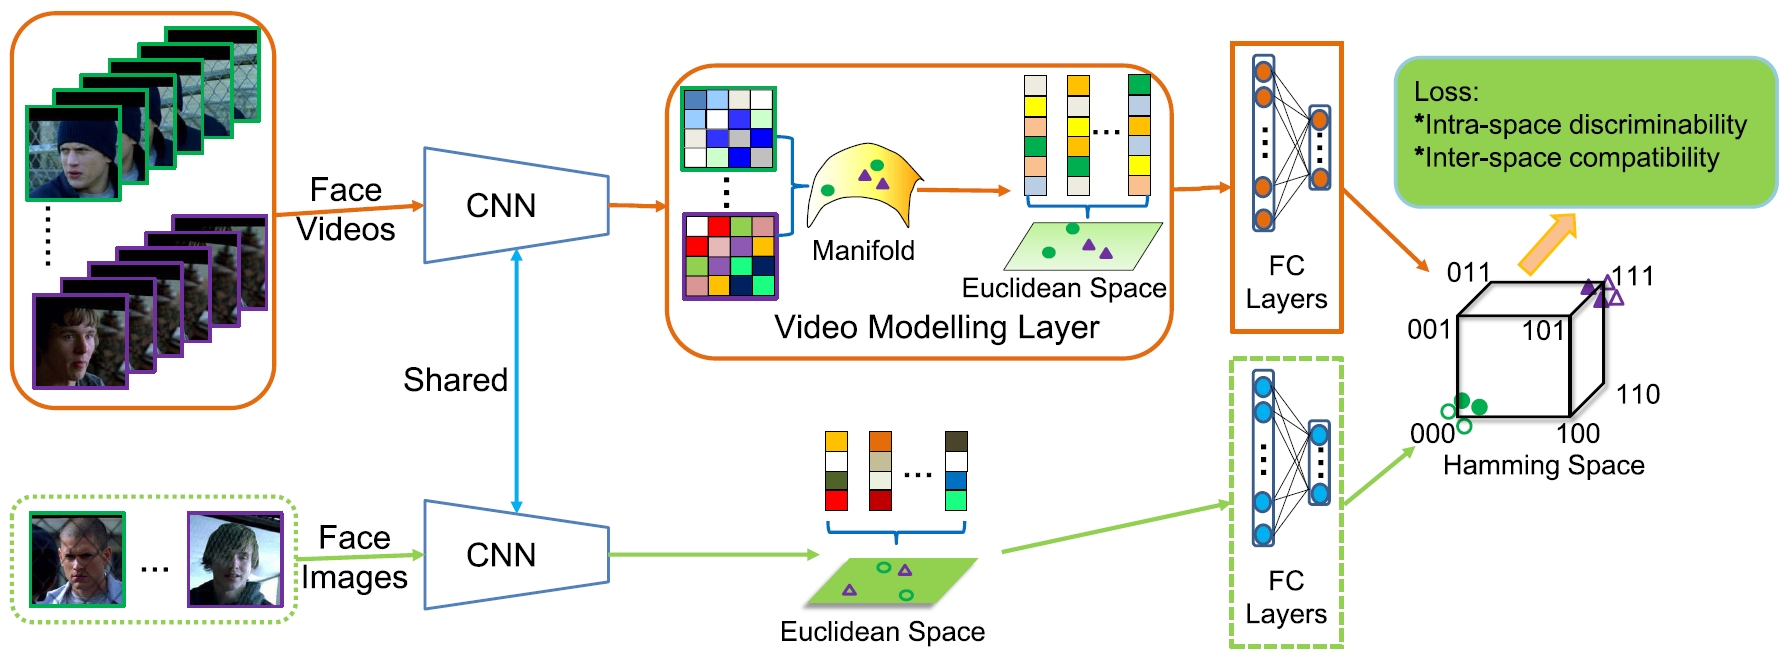 Face
Videos
CNN
Manifold
Euclidean Space
Video Modelling Layer
FC
Layers
Loss:
*Intra-space discriminability
*Inter-space compatibility
011
111
001
101
110
000
100
Hamming Space
Shared
Face
Images
CNN
Euclidean Space
FC
Layers